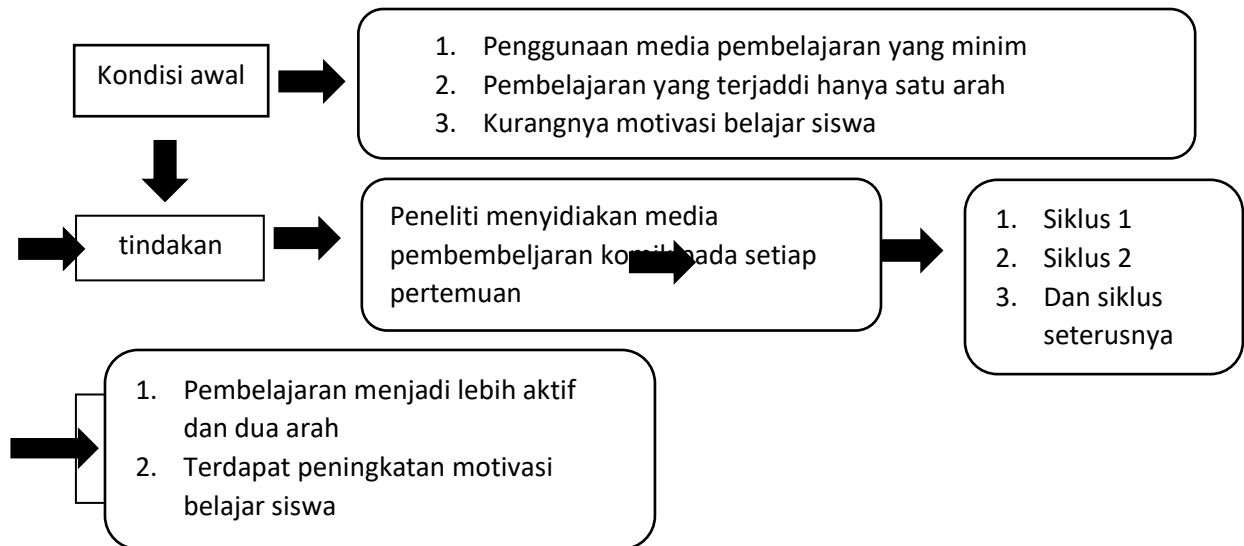 Kondisi awal
1. Penggunaan media pembelajaran yang minim
2. Pembelajaran yang terjaddi hanya satu arah
3. Kurangnya motivasi belajar siswa
tindakan
Peneliti menyidiakan media
pembembeljaran pada setiap
pertemuan
1. Siklus 1
2. Siklus 2
3. Dan siklus
seterusnya
1. Pembelajaran menjadi lebih aktif
dan dua arah
2. Terdapat peningkatan motivasi
belajar siswa